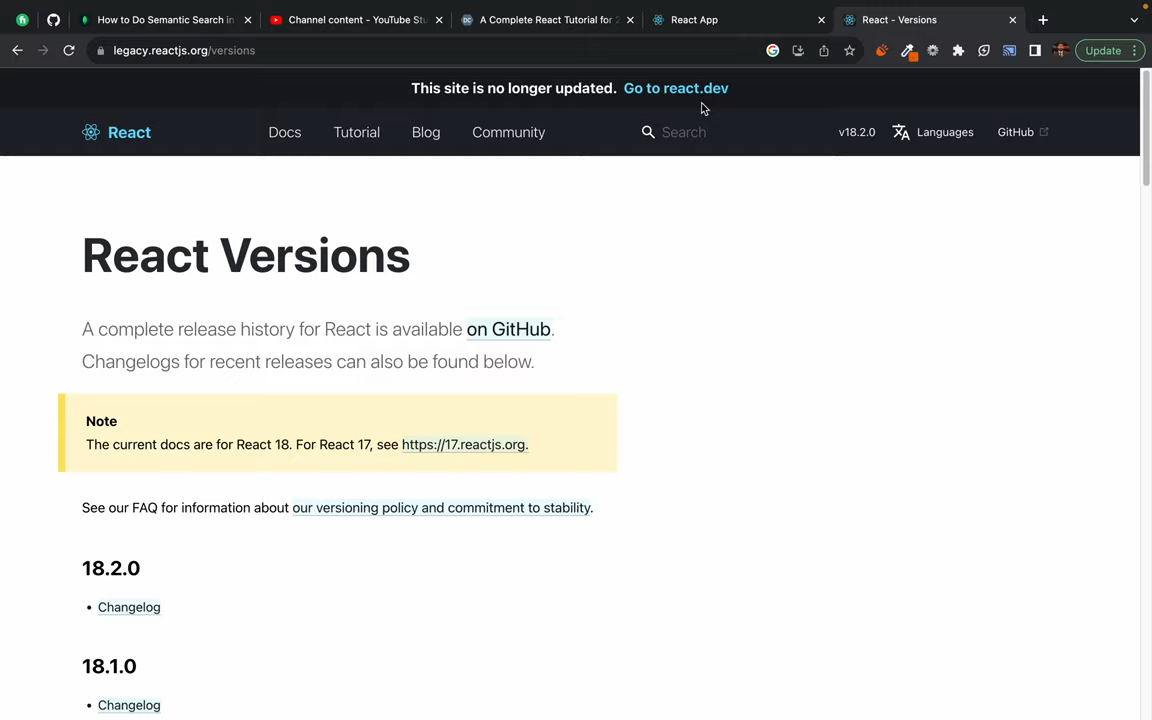 How to Do Semantic Search in
Channel content - YouTube Stu
DC
A Complete React Tutorial for 2
React App
React - Versions
legacy.reactjs.org/versions
Update
This site is no longer updated. Go to react.dev
React
Docs
Tutorial
Blog
Community
Search
v18.2.0
Languages
GitHub
React Versions
A complete release history for React is available on GitHub.
Changelogs for recent releases can also be found below.
Note
The current docs are for React 18. For React 17, see https://17.reactjs.org.
See our FAQ for information about our versioning policy and commitment to stability.
18.2.0
• Changelog
18.1.0
• Changelog